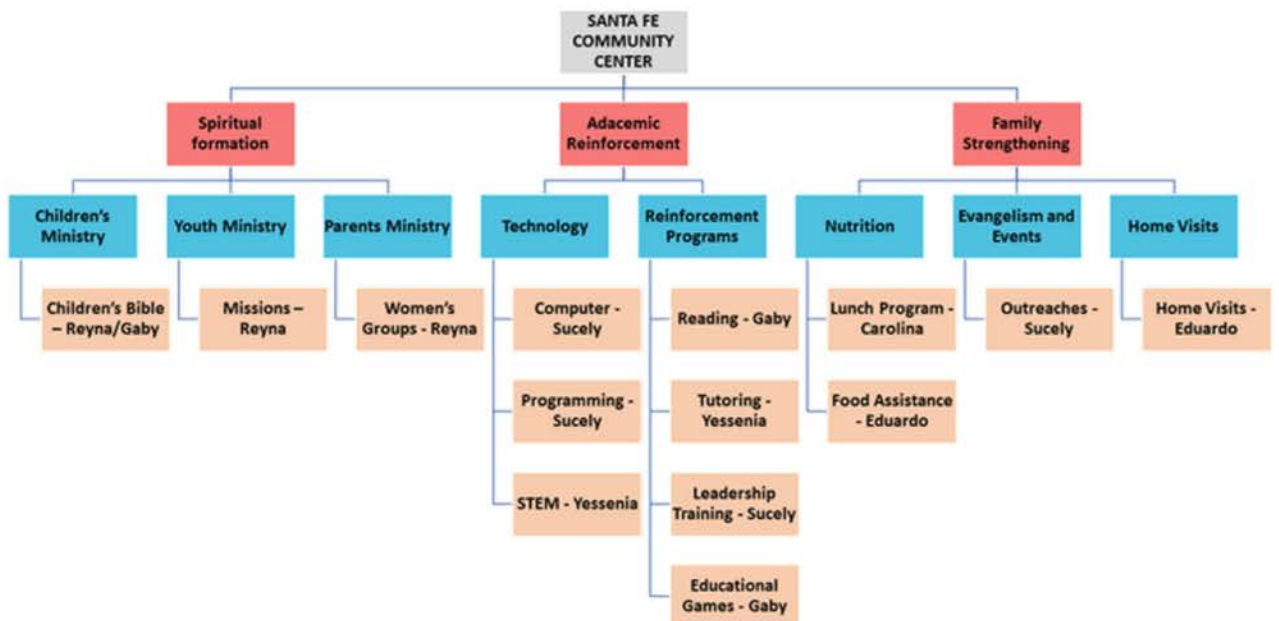 SANTA FE
COMMUNITY
CENTER
Spiritual
formation
Adacemic
Reinforcement
Family
Strengthening
Children's
Ministry
Youth Ministry
Parents Ministry
Technology
Reinforcement
Programs
Nutrition
Evangelism and
Events
Home Visits
Children's Bible
– Reyna/Gaby
Missions –
Reyna
Women's
Groups - Reyna
Computer -
Sucely
Reading - Gaby
Lunch Program -
Carolina
Outreaches -
Sucely
Home Visits -
Eduardo
Programming -
Sucely
Tutoring -
Yessenia
Food Assistance
- Eduardo
STEM - Yessenia
Leadership
Training - Sucely
Educational
Games - Gaby